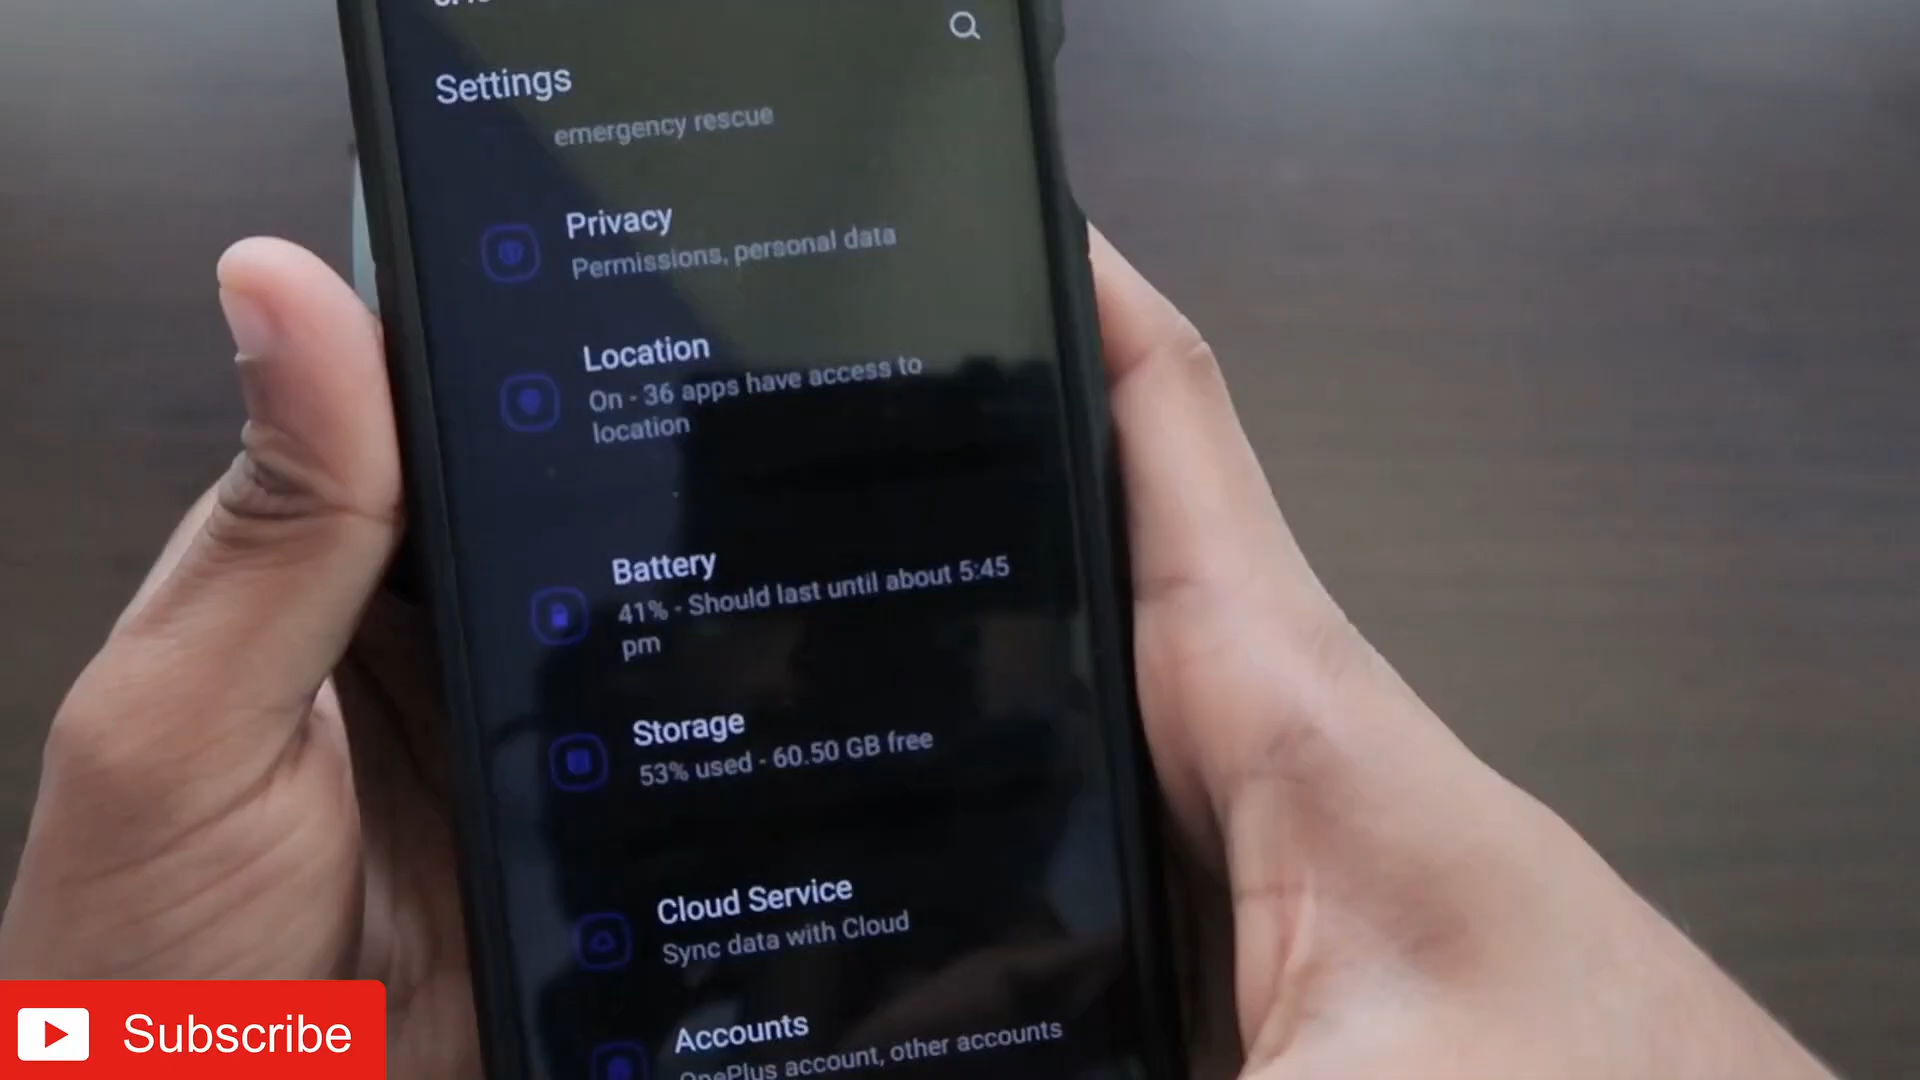 Settings
emergency rescue
Privacy
Permissions, personal data
Location
On - 36 apps have access to
location
Battery
41% - Should last until about 5:45
pm
Storage
53% used - 60.50 GB free
Cloud Service
Sync data with Cloud
Accounts
OnePlus account, other accounts
Subscribe